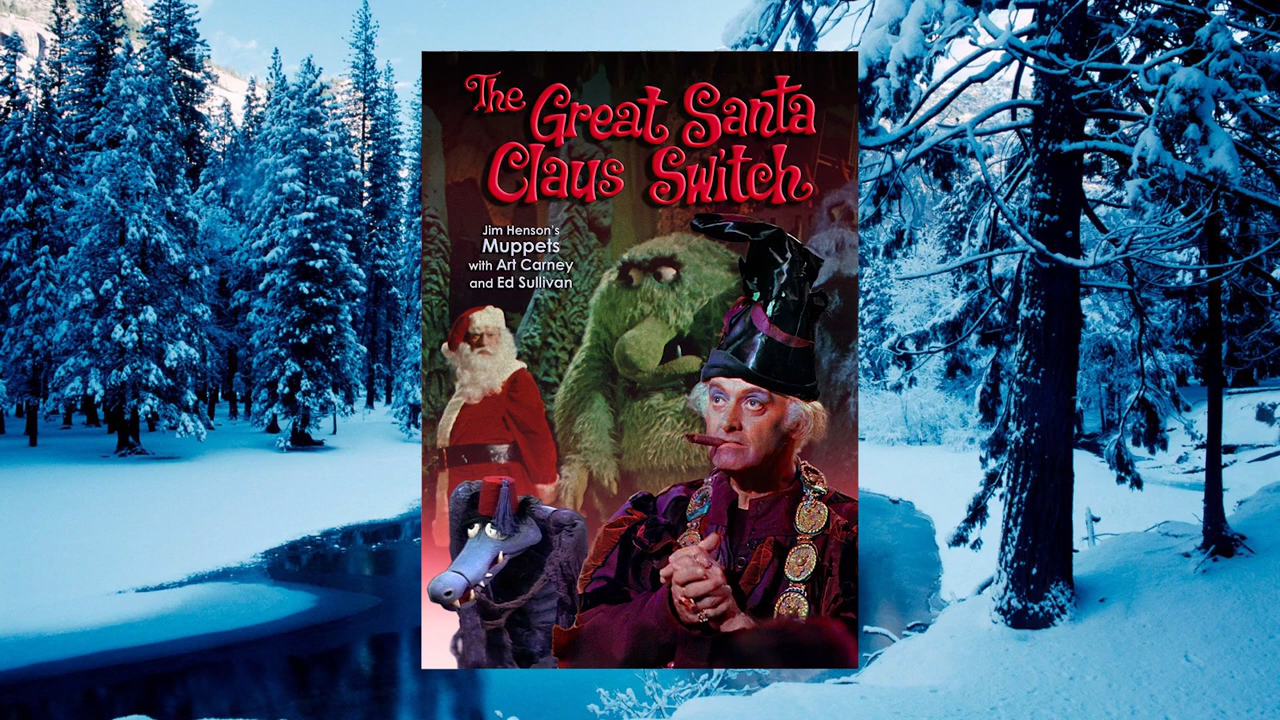 The Great Santa
Claus Switch
Jim Henson's
Muppets
with Art Carney
and Ed Sullivan